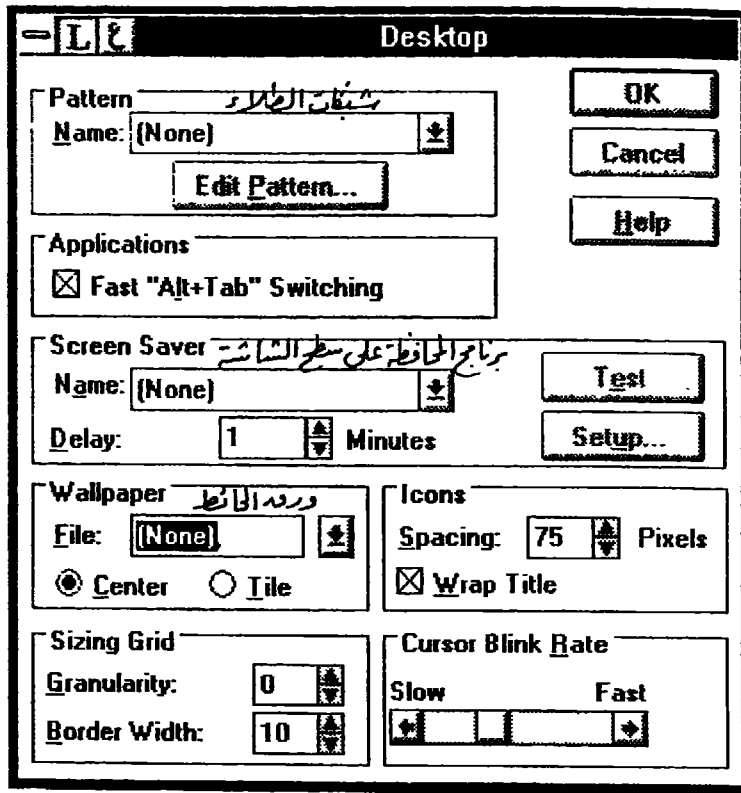 L ع Desktop
Pattern شبكات الطلاء
Name: (None)
Edit Pattern...
OK
Cancel
Help
Applications
Fast "Alt+Tab" Switching
Screen Saver برنامج المحافظة على سطح الشاشة
Name: (None)
Test
Delay: 1 Minutes
Setup...
Wallpaper ورق الحائط
File: (None)
Center Tile
Icons
Spacing: 75 Pixels
Wrap Title
Sizing Grid
Granularity: 0
Border Width: 10
Cursor Blink Rate
Slow Fast